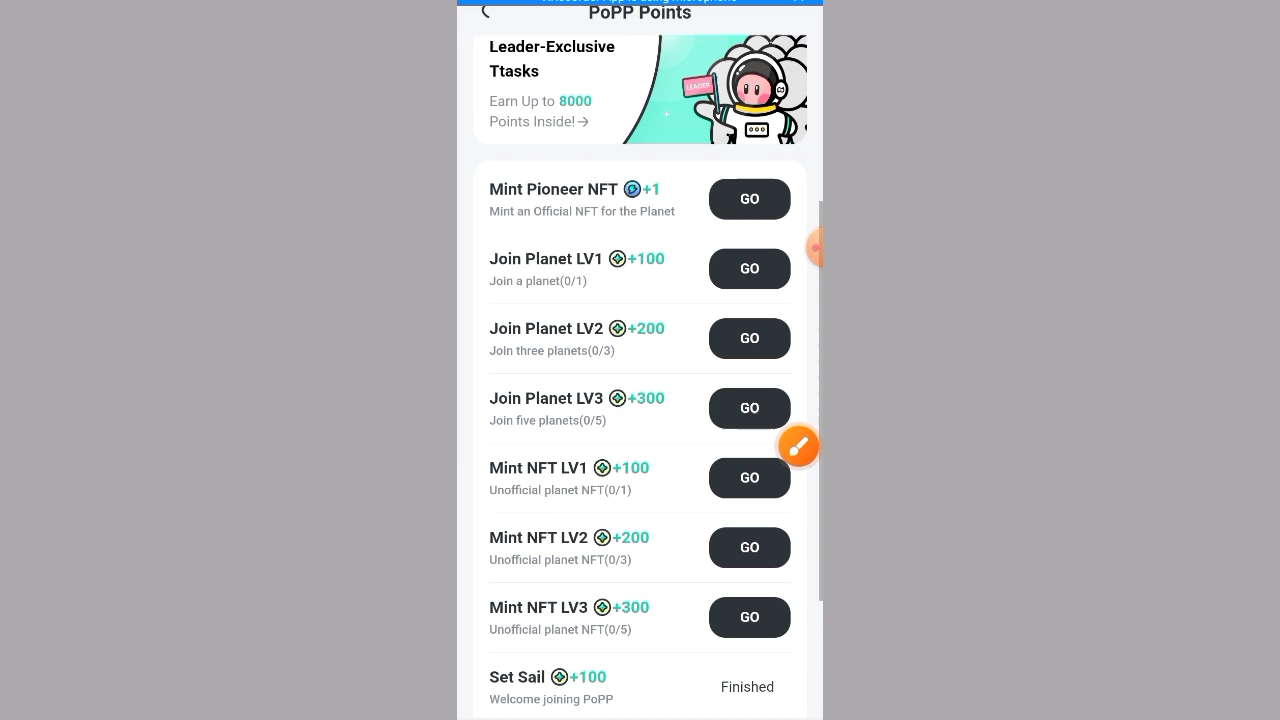 PoPP Points
Leader-Exclusive
Ttasks
Earn Up to 8000
Points Inside!→
LEADER
Mint Pioneer NFT +1
Mint an Official NFT for the Planet
GO
Join Planet LV1 +100
Join a planet(0/1)
GO
Join Planet LV2 +200
Join three planets(0/3)
GO
Join Planet LV3 +300
Join five planets(0/5)
GO
Mint NFT LV1 +100
Unofficial planet NFT(0/1)
GO
Mint NFT LV2 +200
Unofficial planet NFT(0/3)
GO
Mint NFT LV3 +300
Unofficial planet NFT(0/5)
GO
Set Sail +100
Welcome joining PoPP
Finished